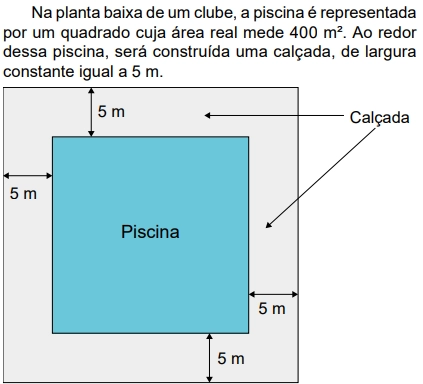 Na planta baixa de um clube, a piscina é representada
por um quadrado cuja área real mede 400 m². Ao redor
dessa piscina, será construída uma calçada, de largura
constante igual a 5 m.
5 m
Calçada
5 m
Piscina
5 m
5 m